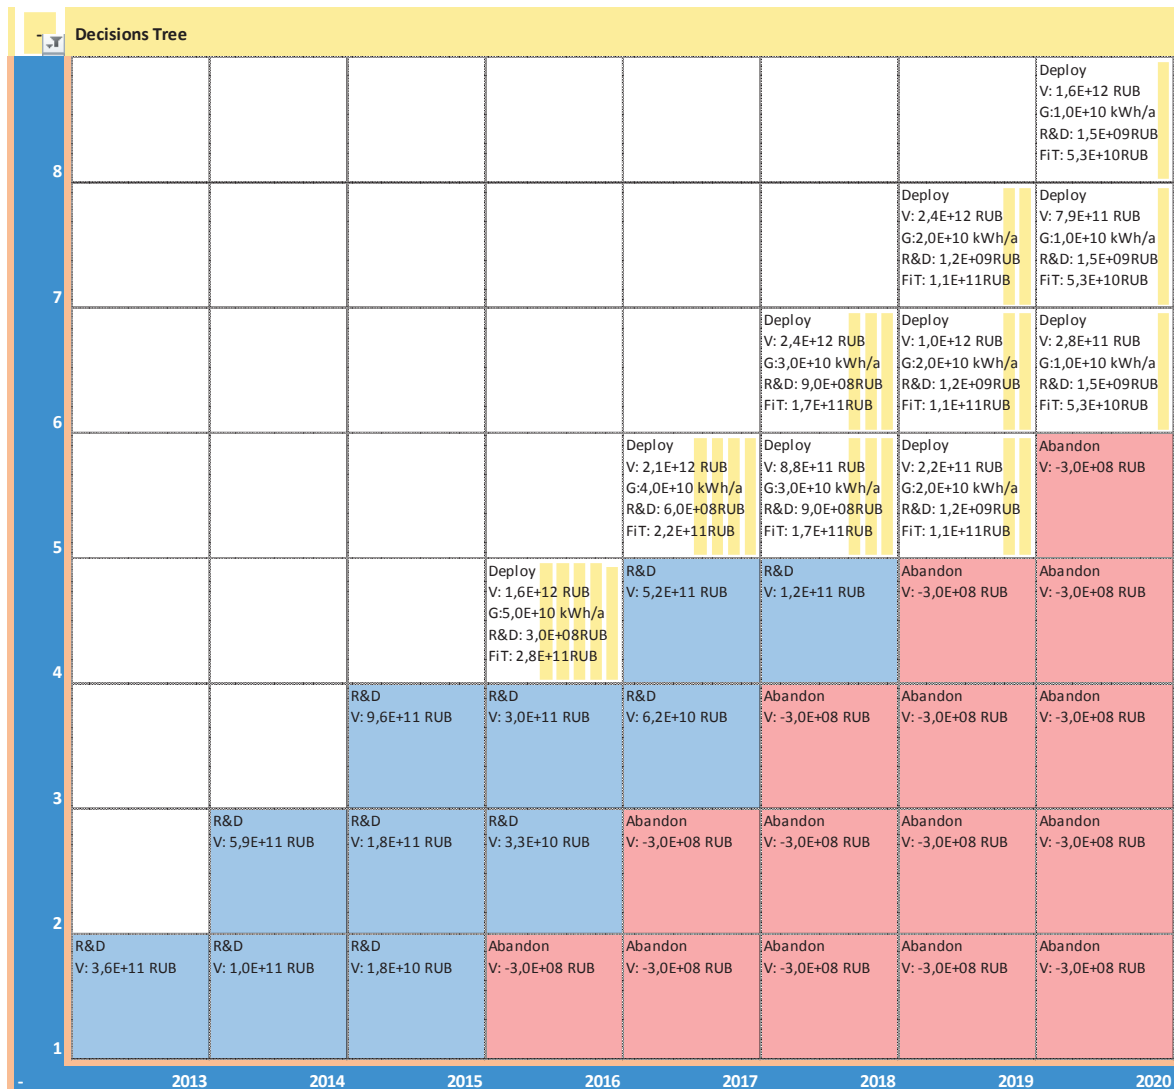 - Decisions Tree
Deploy
V: 1,6E+12 RUB
G:1,0E+10 kWh/a
R&D: 1,5E+09RUB
FiT: 5,3E+10RUB
8
Deploy
V: 2,4E+12 RUB
G:2,0E+10 kWh/a
R&D: 1,2E+09RUB
FiT: 1,1E+11RUB
Deploy
V: 7,9E+11 RUB
G:1,0E+10 kWh/a
R&D: 1,5E+09RUB
FiT: 5,3E+10RUB
7
Deploy
V: 2,4E+12 RUB
G:3,0E+10 kWh/a
R&D: 9,0E+08RUB
FiT: 1,7E+11RUB
Deploy
V: 1,0E+12 RUB
G:2,0E+10 kWh/a
R&D: 1,2E+09RUB
FiT: 1,1E+11RUB
Deploy
V: 2,8E+11 RUB
G:1,0E+10 kWh/a
R&D: 1,5E+09RUB
FiT: 5,3E+10RUB
6
Deploy
V: 2,1E+12 RUB
G:4,0E+10 kWh/a
R&D: 6,0E+08RUB
FiT: 2,2E+11RUB
Deploy
V: 8,8E+11 RUB
G:3,0E+10 kWh/a
R&D: 9,0E+08RUB
FiT: 1,7E+11RUB
Deploy
V: 2,2E+11 RUB
G:2,0E+10 kWh/a
R&D: 1,2E+09RUB
FiT: 1,1E+11RUB
Abandon
V: -3,0E+08 RUB
5
Deploy
V: 1,6E+12 RUB
G:5,0E+10 kWh/a
R&D: 3,0E+08RUB
FiT: 2,8E+11RUB
R&D
V: 5,2E+11 RUB
R&D
V: 1,2E+11 RUB
Abandon
V: -3,0E+08 RUB
Abandon
V: -3,0E+08 RUB
4
R&D
V: 9,6E+11 RUB
R&D
V: 3,0E+11 RUB
R&D
V: 6,2E+10 RUB
Abandon
V: -3,0E+08 RUB
Abandon
V: -3,0E+08 RUB
Abandon
V: -3,0E+08 RUB
3
R&D
V: 5,9E+11 RUB
R&D
V: 1,8E+11 RUB
R&D
V: 3,3E+10 RUB
Abandon
V: -3,0E+08 RUB
Abandon
V: -3,0E+08 RUB
Abandon
V: -3,0E+08 RUB
Abandon
V: -3,0E+08 RUB
2
R&D
V: 3,6E+11 RUB
R&D
V: 1,0E+11 RUB
R&D
V: 1,8E+10 RUB
Abandon
V: -3,0E+08 RUB
Abandon
V: -3,0E+08 RUB
Abandon
V: -3,0E+08 RUB
Abandon
V: -3,0E+08 RUB
Abandon
V: -3,0E+08 RUB
1
- 2013 2014 2015 2016 2017 2018 2019 2020